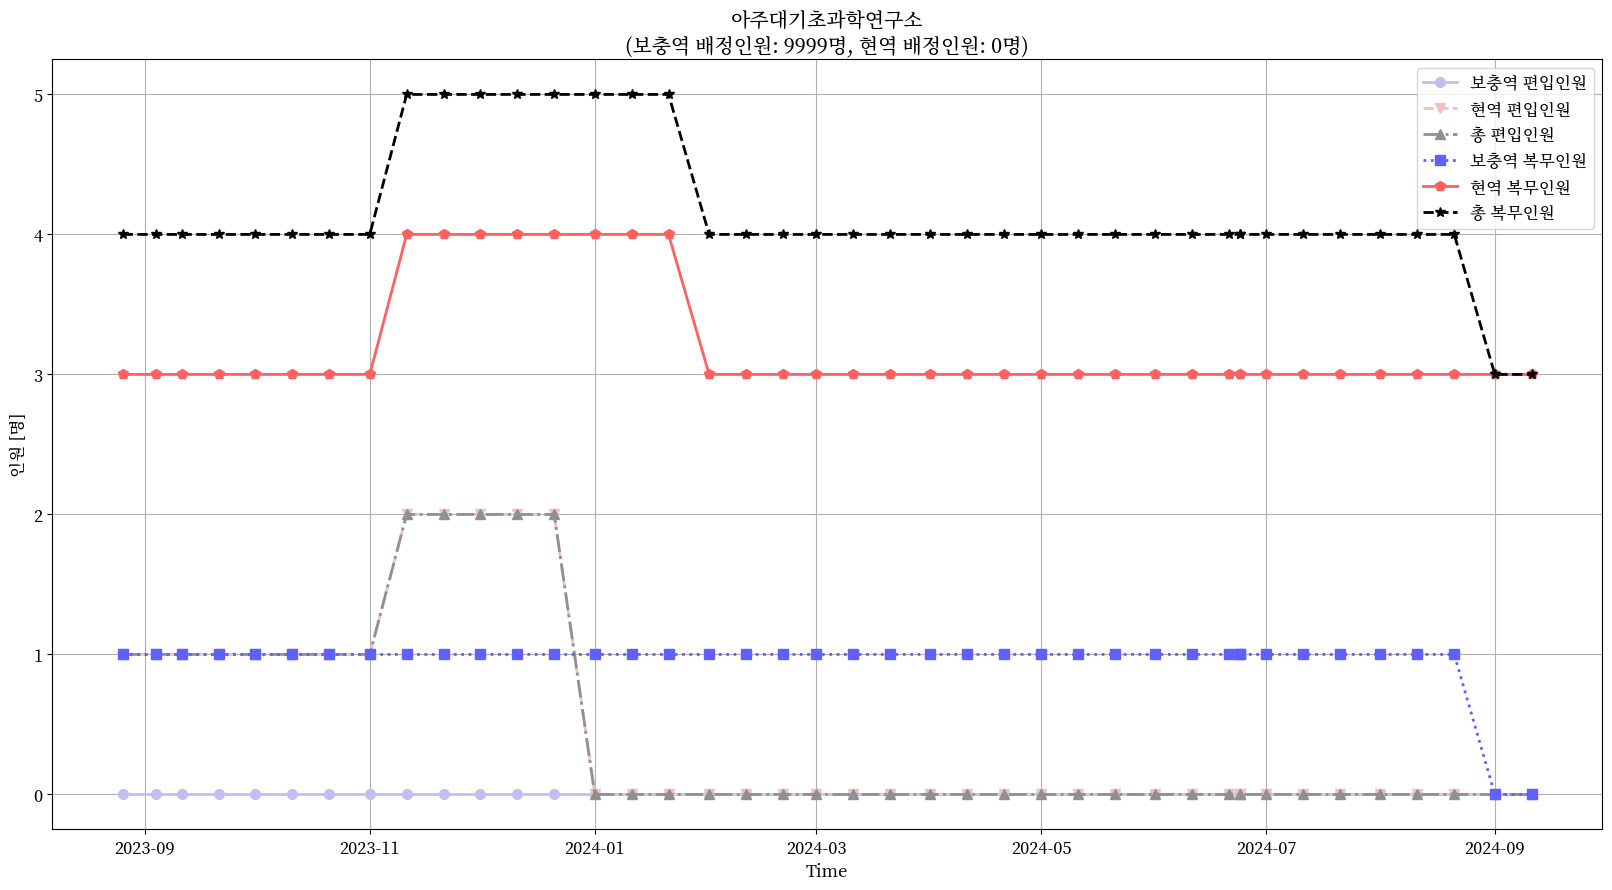 아주대기초과학연구소
(보충역 배정인원: 9999명, 현역 배정인원: 0명)
보충역 편입인원
현역 편입인원
총 편입인원
보충역 복무인원
현역 복무인원
총 복무인원
인원 [명]
5
4
3
2
1
0
2023-09
2023-11
2024-01
2024-03
2024-05
2024-07
2024-09
Time